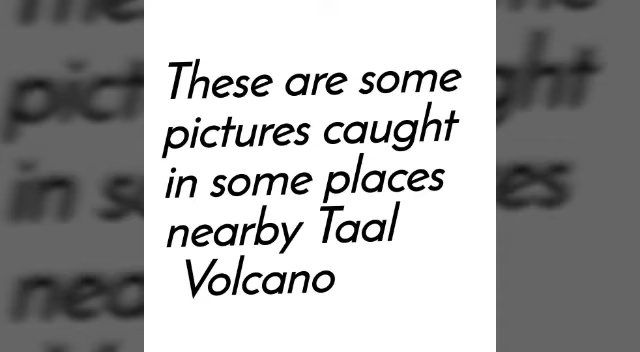 These are some
pictures caught
in some places
nearby Taal
Volcano